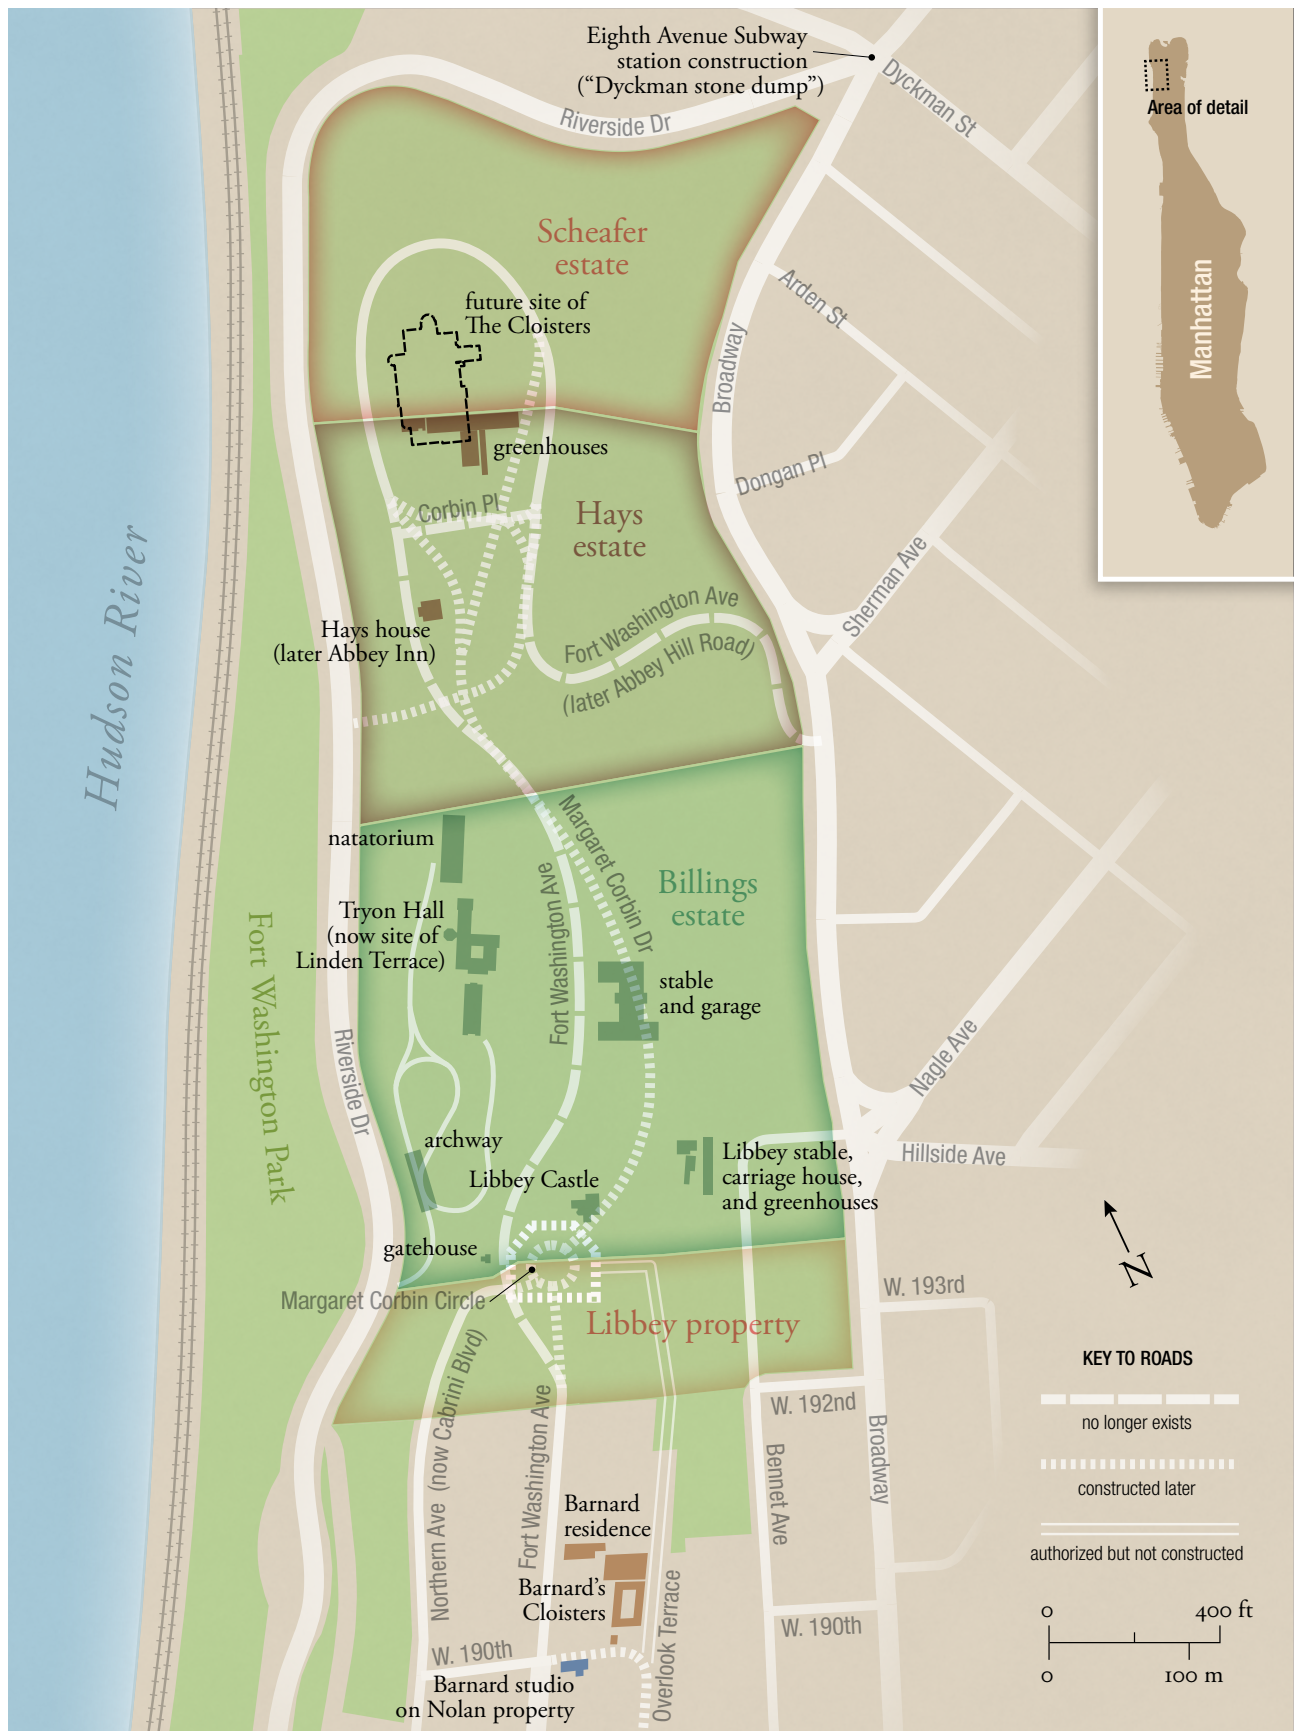 Eighth Avenue Subway
station construction
(“Dyckman stone dump”)
Dyckman St
Riverside Dr
Area of detail
Manhattan
Scheafer
estate
future site of
The Cloisters
Arden St
Broadway
greenhouses
Dongan Pl
Corbin Pl
Hays
estate
Sherman Ave
Hudson River
Hays house
(later Abbey Inn)
Fort Washington Ave
(later Abbey Hill Road)
natatorium
Margaret Corbin Dr
Fort Washington Ave
Billings
estate
Tryon Hall
(now site of
Linden Terrace)
stable
and garage
Fort Washington Park
Riverside Dr
Nagle Ave
archway
Libbey Castle
Libbey stable,
carriage house,
and greenhouses
Hillside Ave
gatehouse
N
Margaret Corbin Circle
W. 193rd
Libbey property
KEY TO ROADS
no longer exists
constructed later
authorized but not constructed
0
400 ft
0
100 m
W. 192nd
Northern Ave (now Cabrini Blvd)
Fort Washington Ave
Bennet Ave
Broadway
Barnard
residence
Barnard’s
Cloisters
Overlook Terrace
W. 190th
W. 190th
Barnard studio
on Nolan property